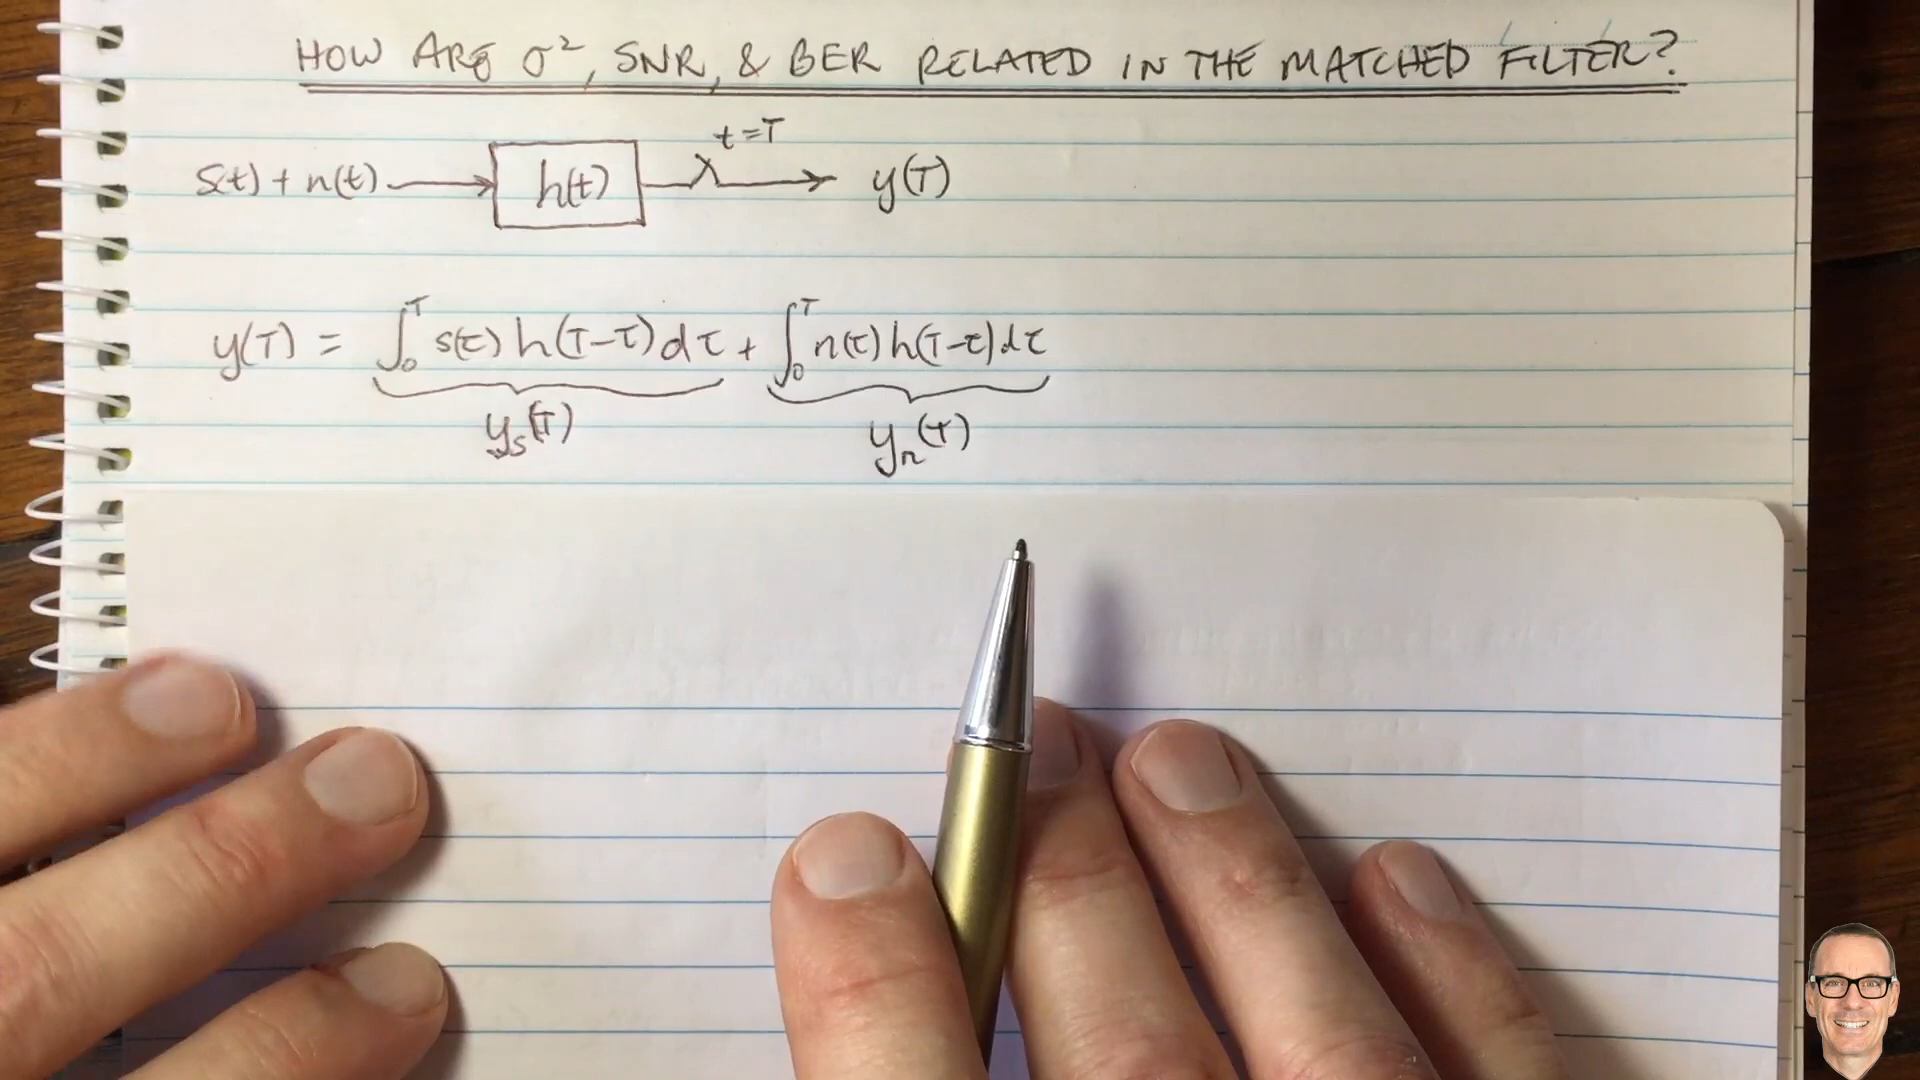 HOW ARE σ², SNR, & BER RELATED IN THE MATCHED FILTER?
t=T
s(t) + n(t) → h(t) → y(T)
y(T) = ∫₀ᵀ s(τ) h(T-τ) dτ + ∫₀ᵀ n(τ) h(T-τ) dτ
yₛ(T) yₙ(T)